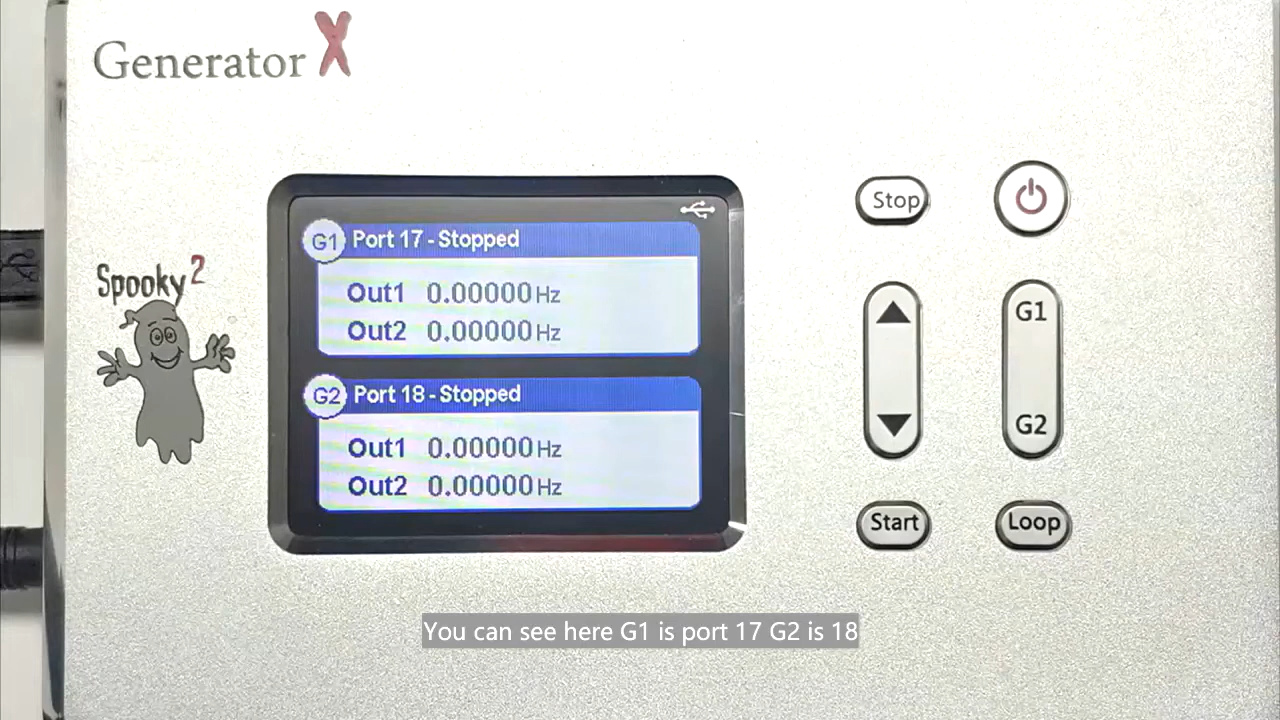 Generator X
Stop
G1 Port 17 - Stopped
Out1 0.00000 Hz
Out2 0.00000 Hz
G1
Spooky2
G2 Port 18 - Stopped
Out1 0.00000 Hz
Out2 0.00000 Hz
G2
Start
Loop
You can see here G1 is port 17 G2 is 18